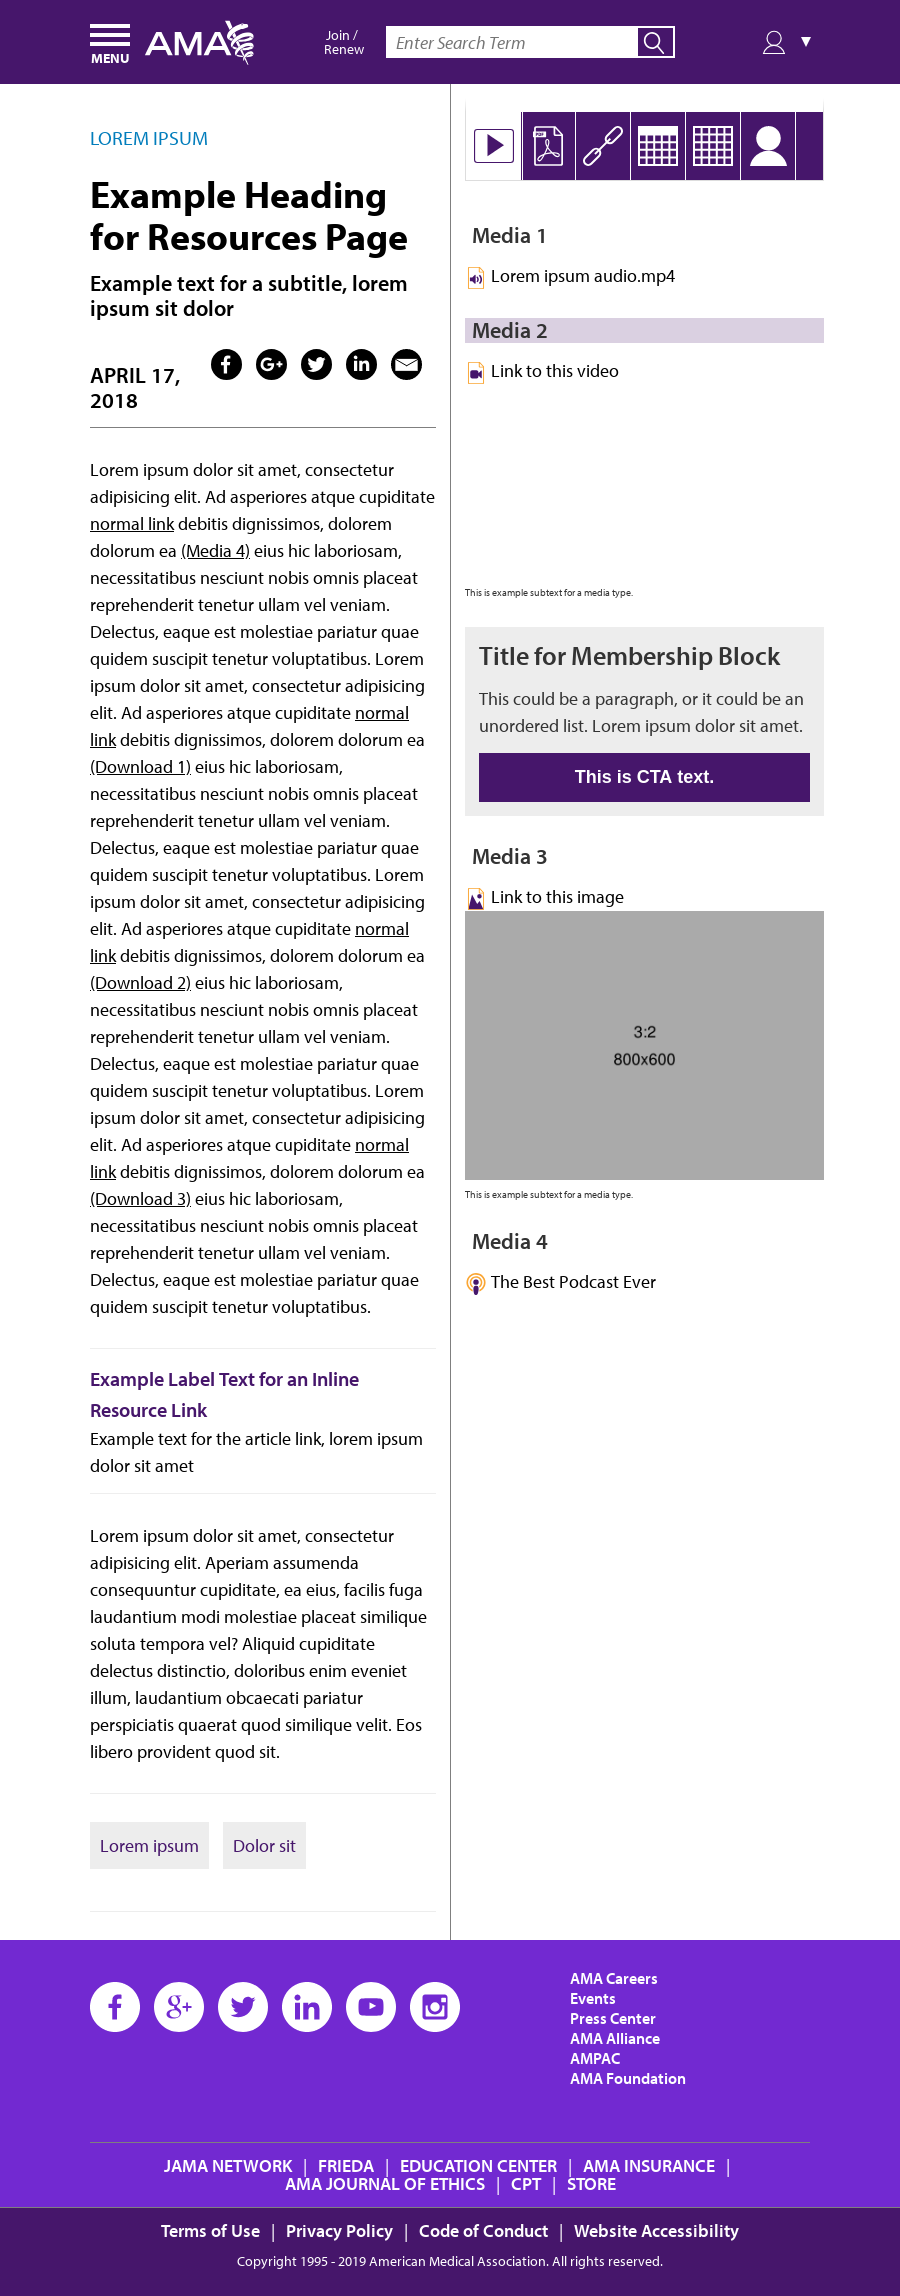 MENU
AMA
Join /
Renew
Enter Search Term
LOREM IPSUM
Example Heading
for Resources Page
Example text for a subtitle, lorem
ipsum sit dolor
APRIL 17,
2018
Lorem ipsum dolor sit amet, consectetur
adipisicing elit. Ad asperiores atque cupiditate
normal link debitis dignissimos, dolorem
dolorum ea (Media 4) eius hic laboriosam,
necessitatibus nesciunt nobis omnis placeat
reprehenderit tenetur ullam vel veniam.
Delectus, eaque est molestiae pariatur quae
quidem suscipit tenetur voluptatibus. Lorem
ipsum dolor sit amet, consectetur adipisicing
elit. Ad asperiores atque cupiditate normal
link debitis dignissimos, dolorem dolorum ea
(Download 1) eius hic laboriosam,
necessitatibus nesciunt nobis omnis placeat
reprehenderit tenetur ullam vel veniam.
Delectus, eaque est molestiae pariatur quae
quidem suscipit tenetur voluptatibus. Lorem
ipsum dolor sit amet, consectetur adipisicing
elit. Ad asperiores atque cupiditate normal
link debitis dignissimos, dolorem dolorum ea
(Download 2) eius hic laboriosam,
necessitatibus nesciunt nobis omnis placeat
reprehenderit tenetur ullam vel veniam.
Delectus, eaque est molestiae pariatur quae
quidem suscipit tenetur voluptatibus. Lorem
ipsum dolor sit amet, consectetur adipisicing
elit. Ad asperiores atque cupiditate normal
link debitis dignissimos, dolorem dolorum ea
(Download 3) eius hic laboriosam,
necessitatibus nesciunt nobis omnis placeat
reprehenderit tenetur ullam vel veniam.
Delectus, eaque est molestiae pariatur quae
quidem suscipit tenetur voluptatibus.
Example Label Text for an Inline
Resource Link
Example text for the article link, lorem ipsum
dolor sit amet
Lorem ipsum dolor sit amet, consectetur
adipisicing elit. Aperiam assumenda
consequuntur cupiditate, ea eius, facilis fuga
laudantium modi molestiae placeat similique
soluta tempora vel? Aliquid cupiditate
delectus distinctio, doloribus enim eveniet
illum, laudantium obcaecati pariatur
perspiciatis quaerat quod similique velit. Eos
libero provident quod sit.
Lorem ipsum
Dolor sit
PDF
Media 1
Lorem ipsum audio.mp4
Media 2
Link to this video
This is example subtext for a media type.
Title for Membership Block
This could be a paragraph, or it could be an
unordered list. Lorem ipsum dolor sit amet.
This is CTA text.
Media 3
Link to this image
3:2
800x600
This is example subtext for a media type.
Media 4
The Best Podcast Ever
AMA Careers
Events
Press Center
AMA Alliance
AMPAC
AMA Foundation
JAMA NETWORK | FRIEDA | EDUCATION CENTER | AMA INSURANCE |
AMA JOURNAL OF ETHICS | CPT | STORE
Terms of Use | Privacy Policy | Code of Conduct | Website Accessibility
Copyright 1995 - 2019 American Medical Association. All rights reserved.